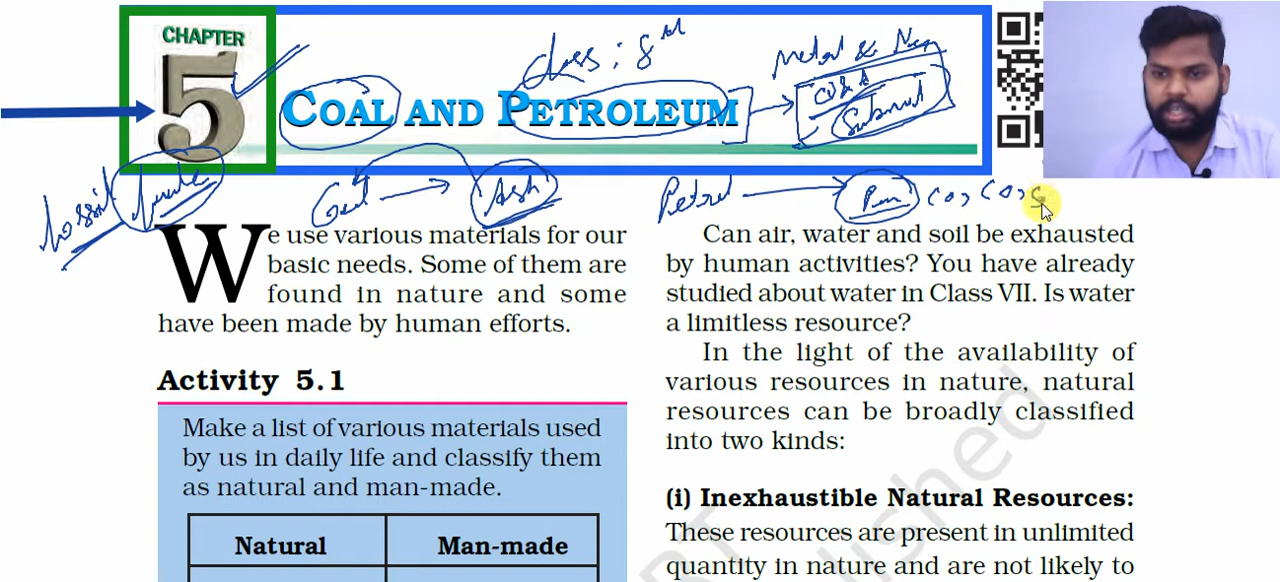 CHAPTER
5
COAL AND PETROLEUM
class : 8
Coal
Petrol
We use various materials for our
basic needs. Some of them are
found in nature and some
have been made by human efforts.
Activity 5.1
Make a list of various materials used
by us in daily life and classify them
as natural and man-made.
Natural Man-made
Can air, water and soil be exhausted
by human activities? You have already
studied about water in Class VII. Is water
a limitless resource?
In the light of the availability of
various resources in nature, natural
resources can be broadly classified
into two kinds:
(i) Inexhaustible Natural Resources:
These resources are present in unlimited
quantity in nature and are not likely to